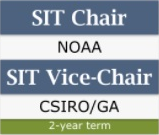 SIT Chair
NOAA
SIT Vice-Chair
CSIRO/GA
2-year term